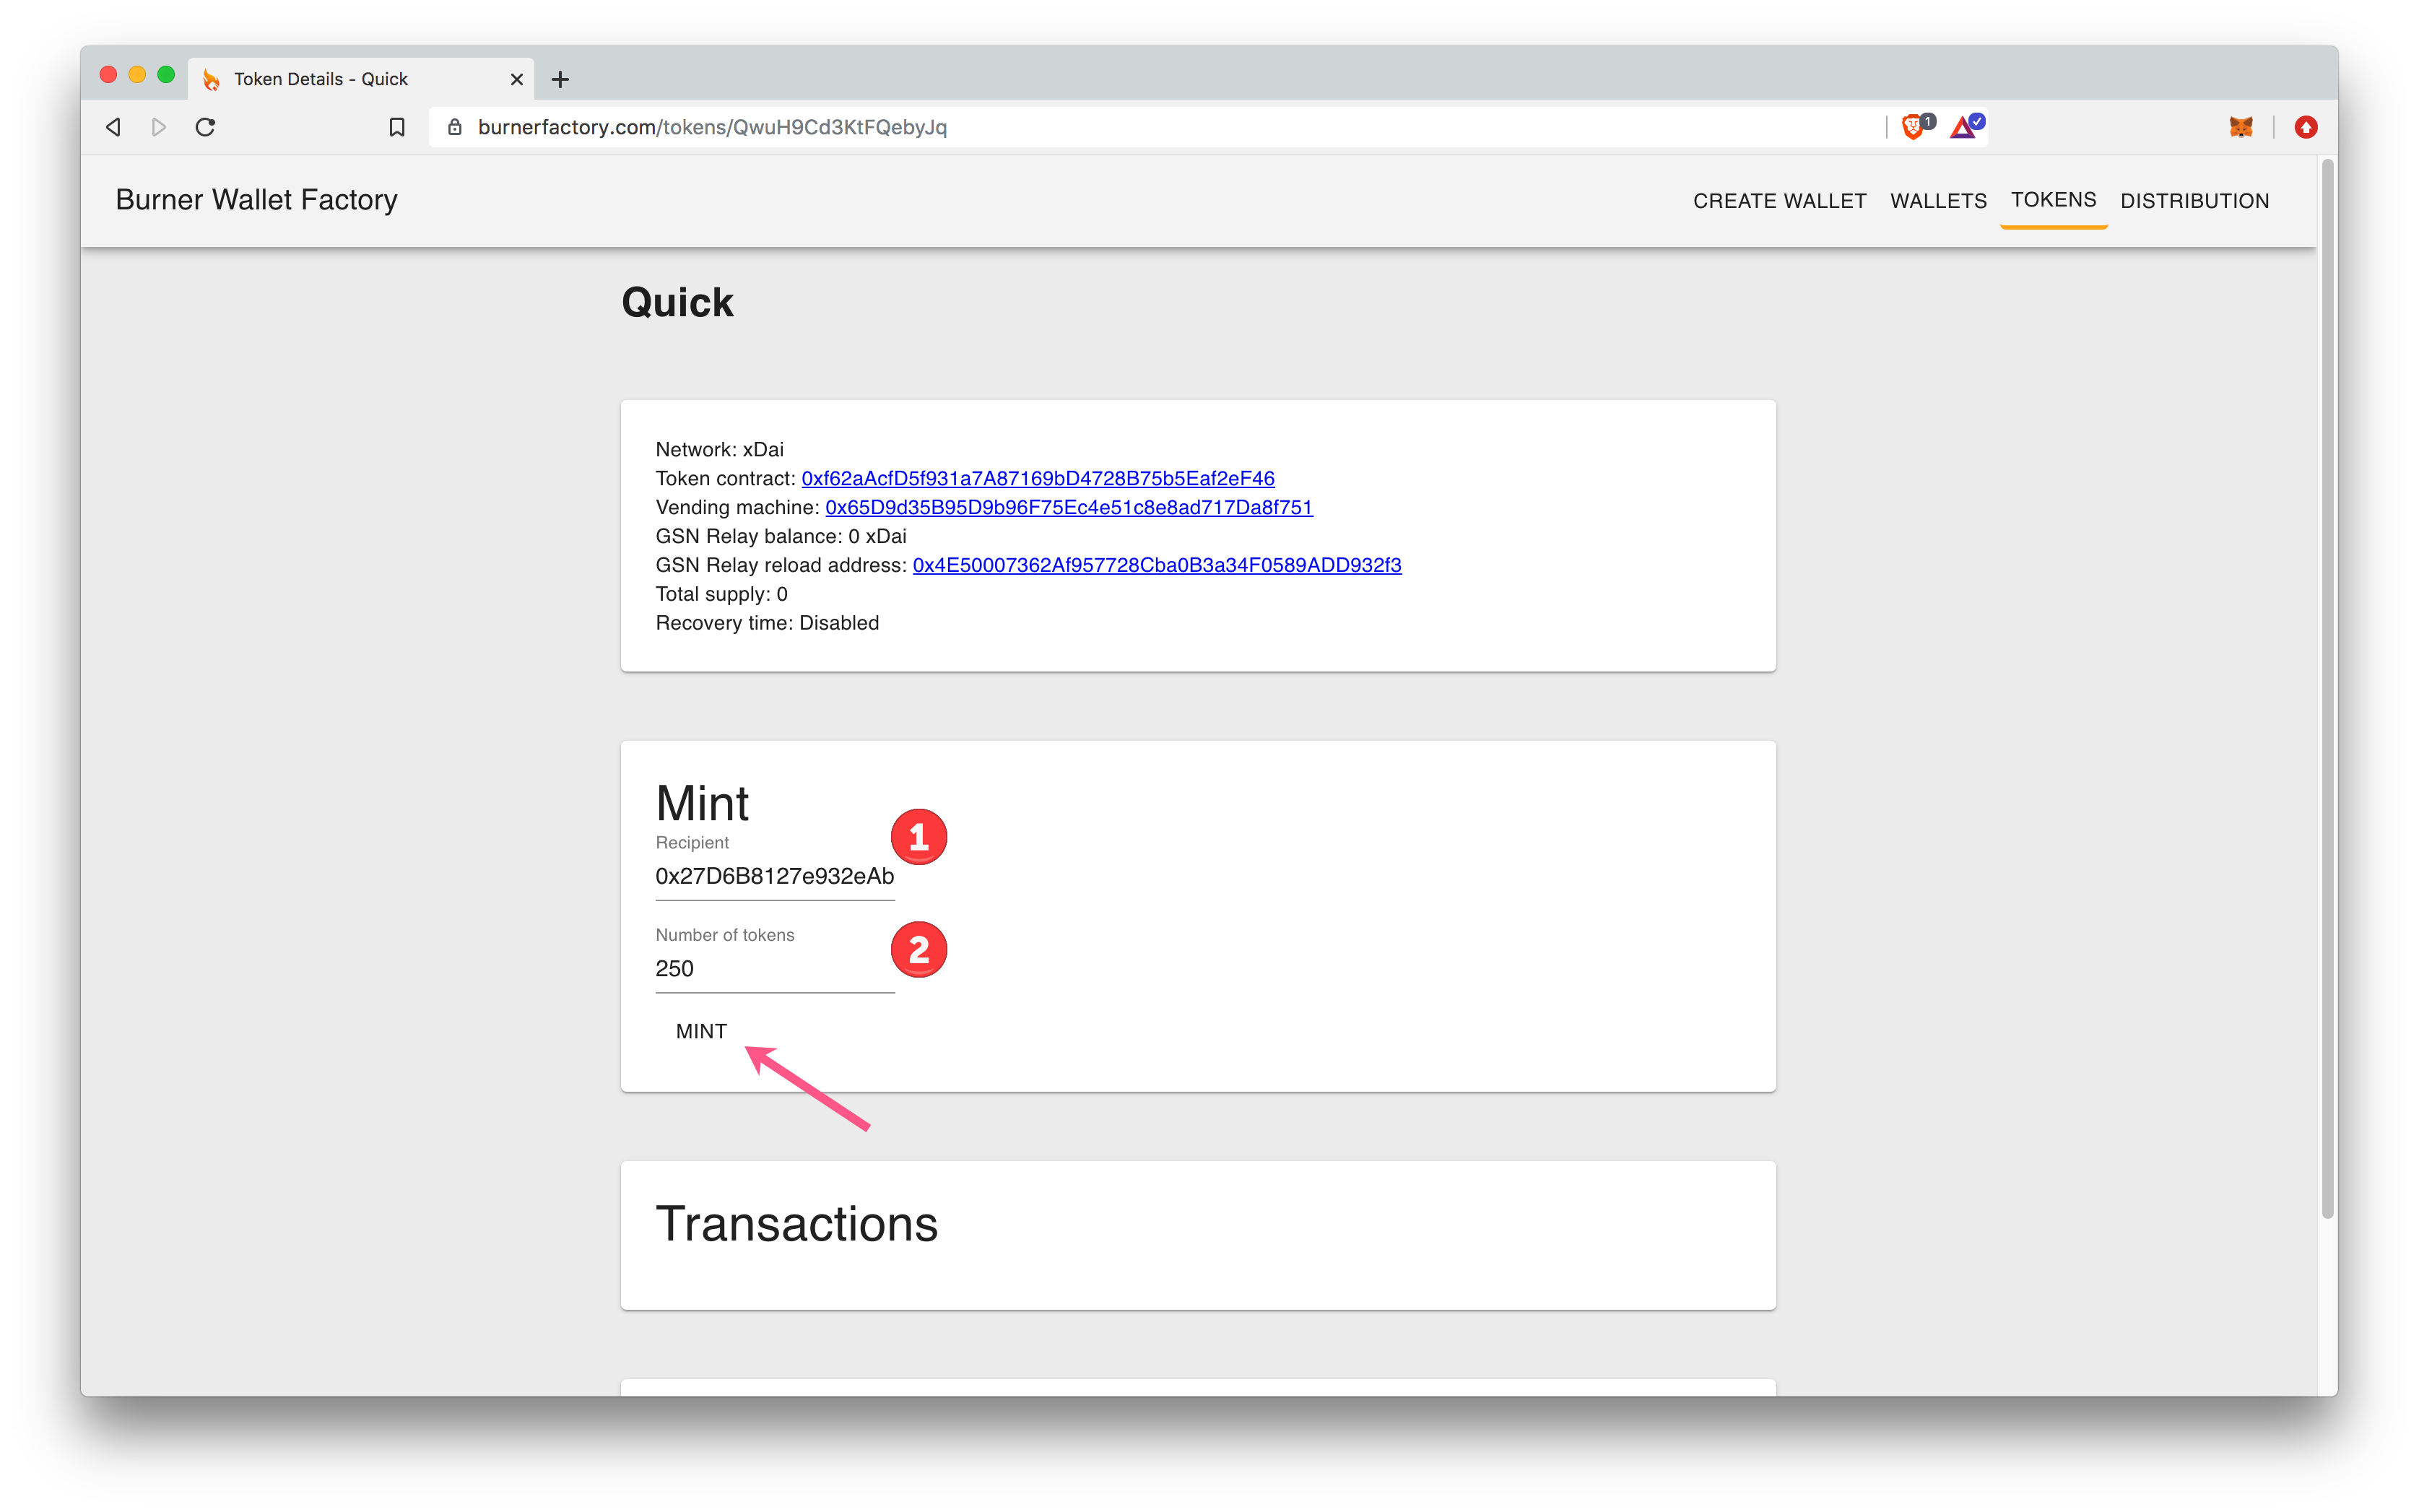 Token Details - Quick
burnerfactory.com/tokens/QwuH9Cd3KtFQebyJq
1
Burner Wallet Factory
CREATE WALLET
WALLETS
TOKENS
DISTRIBUTION
Quick
Network: xDai
Token contract: 0xf62aAcfD5f931a7A87169bD4728B75b5Eaf2eF46
Vending machine: 0x65D9d35B95D9b96F75Ec4e51c8e8ad717Da8f751
GSN Relay balance: 0 xDai
GSN Relay reload address: 0x4E50007362Af957728Cba0B3a34F0589ADD932f3
Total supply: 0
Recovery time: Disabled
Mint
1
Recipient
0x27D6B8127e932eAb
Number of tokens
2
250
MINT
Transactions